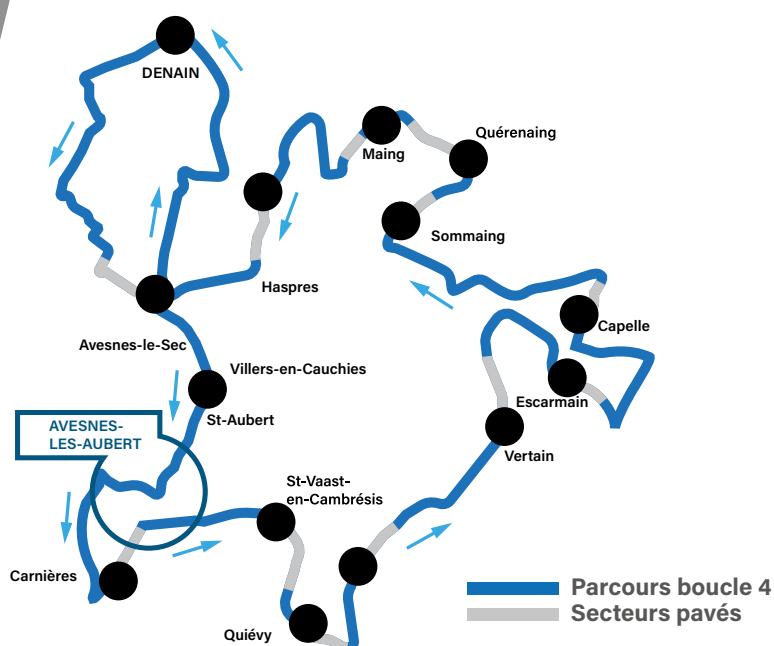 DENAIN
Quérenaing
Maing
Sommaing
Haspres
Capelle
Avesnes-le-Sec
Villers-en-Cauchies
Escarmain
St-Aubert
AVESNES-
LES-AUBERT
Vertain
St-Vaast-
en-Cambrésis
Carnières
Quiévy
Parcours boucle 4
Secteurs pavés